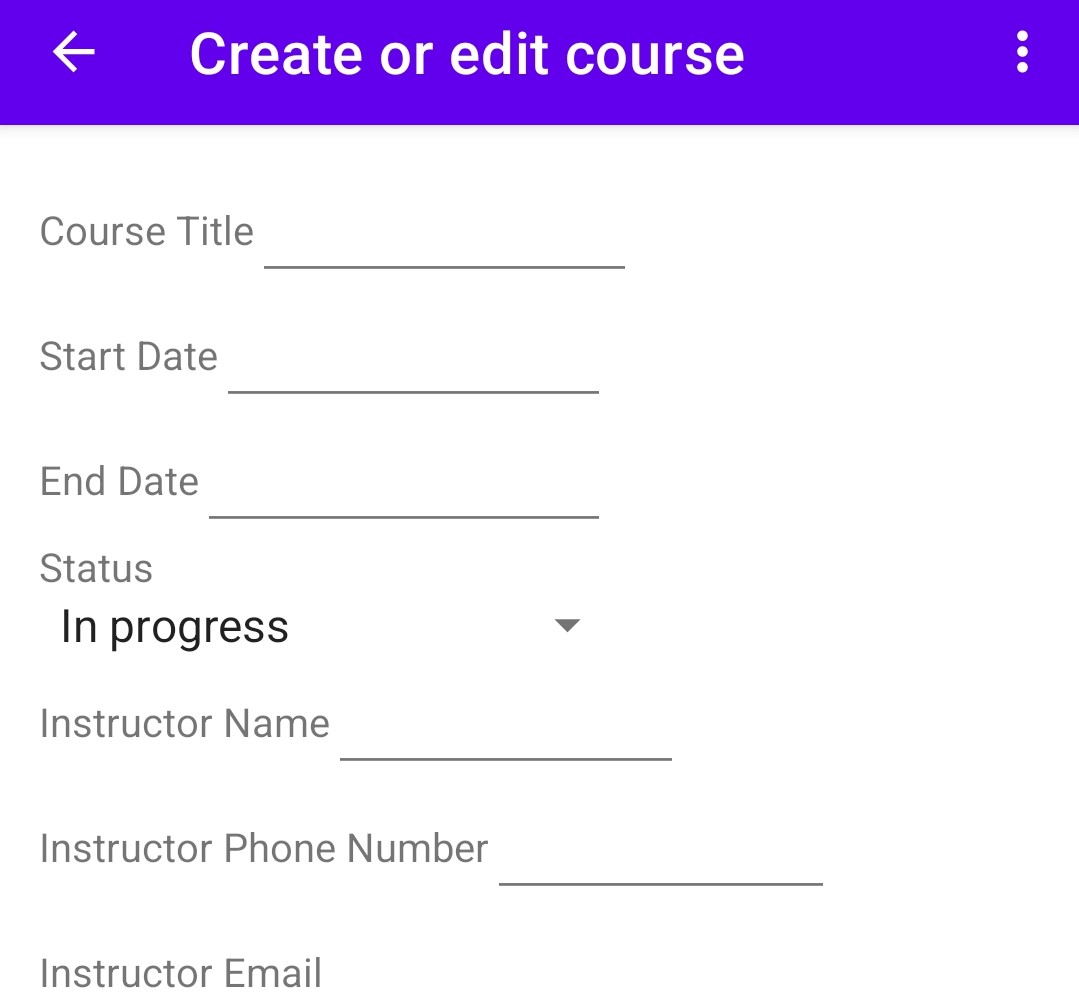 Create or edit course
Course Title
Start Date
End Date
Status
In progress
Instructor Name
Instructor Phone Number
Instructor Email